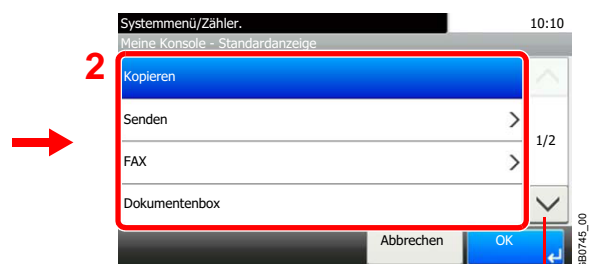 Systemmenü/Zähler.
10:10
Meine Konsole - Standardanzeige
2
Kopieren
Senden
1/2
FAX
Dokumentenbox
Abbrechen
OK
GB0745_00